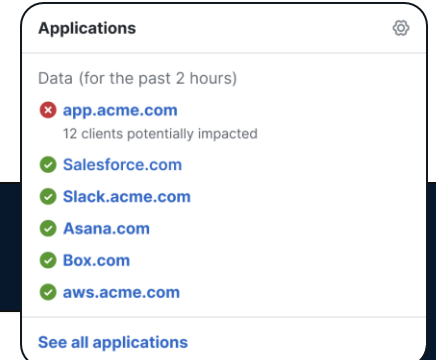 Applications
Data (for the past 2 hours)
app.acme.com
12 clients potentially impacted
Salesforce.com
Slack.acme.com
Asana.com
Box.com
aws.acme.com
See all applications